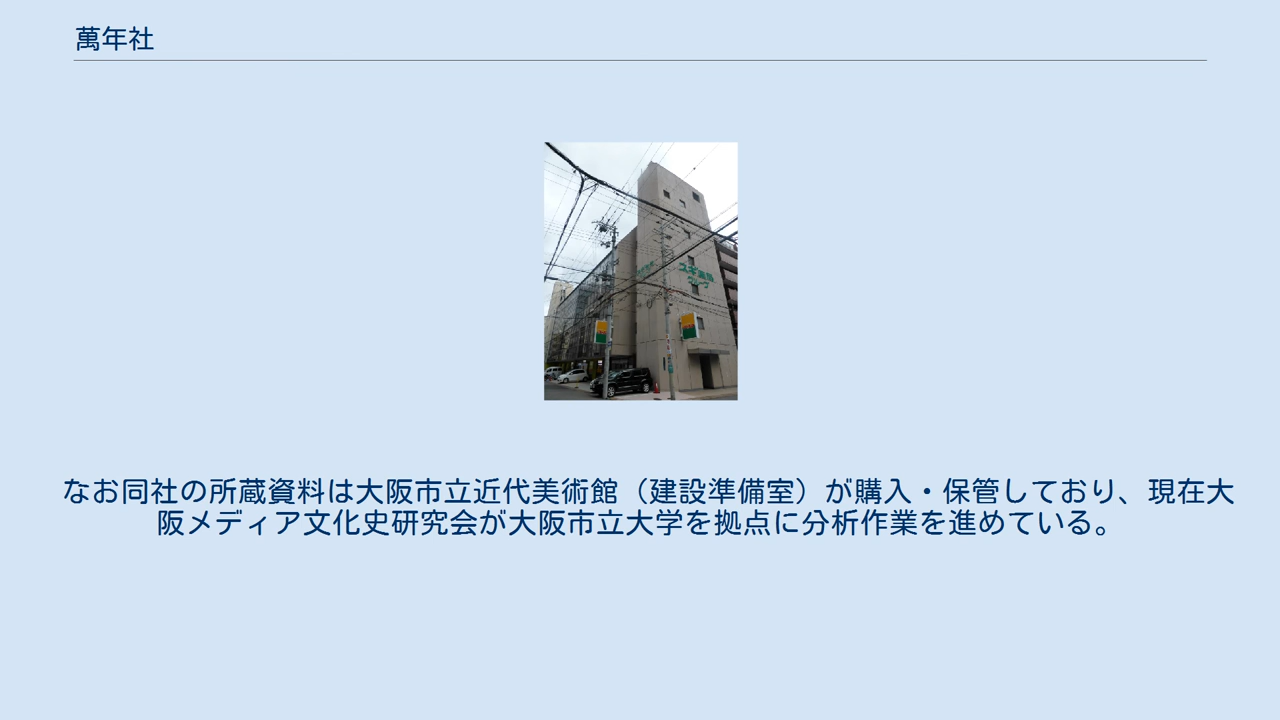 萬年社
なお同社の所蔵資料は大阪市立近代美術館（建設準備室）が購入・保管しており、現在大
阪メディア文化史研究会が大阪市立大学を拠点に分析作業を進めている。